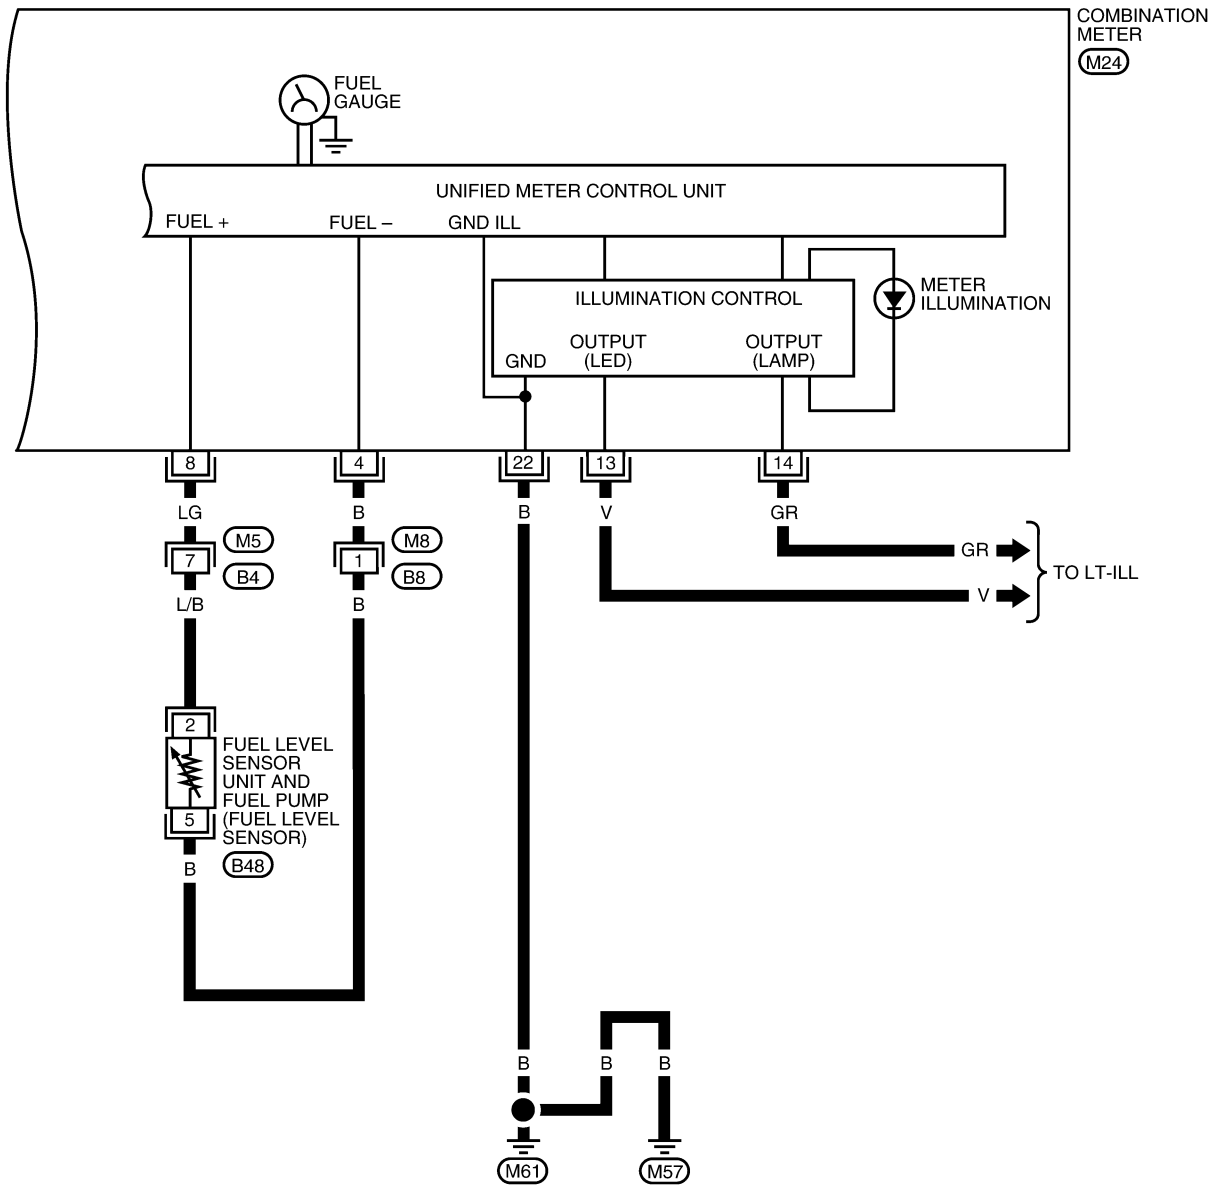 COMBINATION
METER
M24
FUEL
GAUGE
UNIFIED METER CONTROL UNIT
FUEL +
FUEL –
GND ILL
ILLUMINATION CONTROL
METER
ILLUMINATION
OUTPUT
(LED)
OUTPUT
(LAMP)
GND
8
4
22
13
14
LG
B
B
V
GR
M5
M8
7
1
GR
B4
B8
TO LT-ILL
L/B
B
V
2
FUEL LEVEL
SENSOR
UNIT AND
FUEL PUMP
(FUEL LEVEL
SENSOR)
5
B48
B
B
B
B
M61
M57